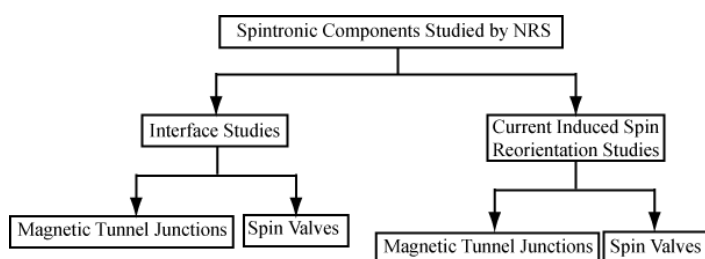 Spintronic Components Studied by NRS
Interface Studies
Current Induced Spin
Reorientation Studies
Magnetic Tunnel Junctions
Spin Valves
Magnetic Tunnel Junctions
Spin Valves